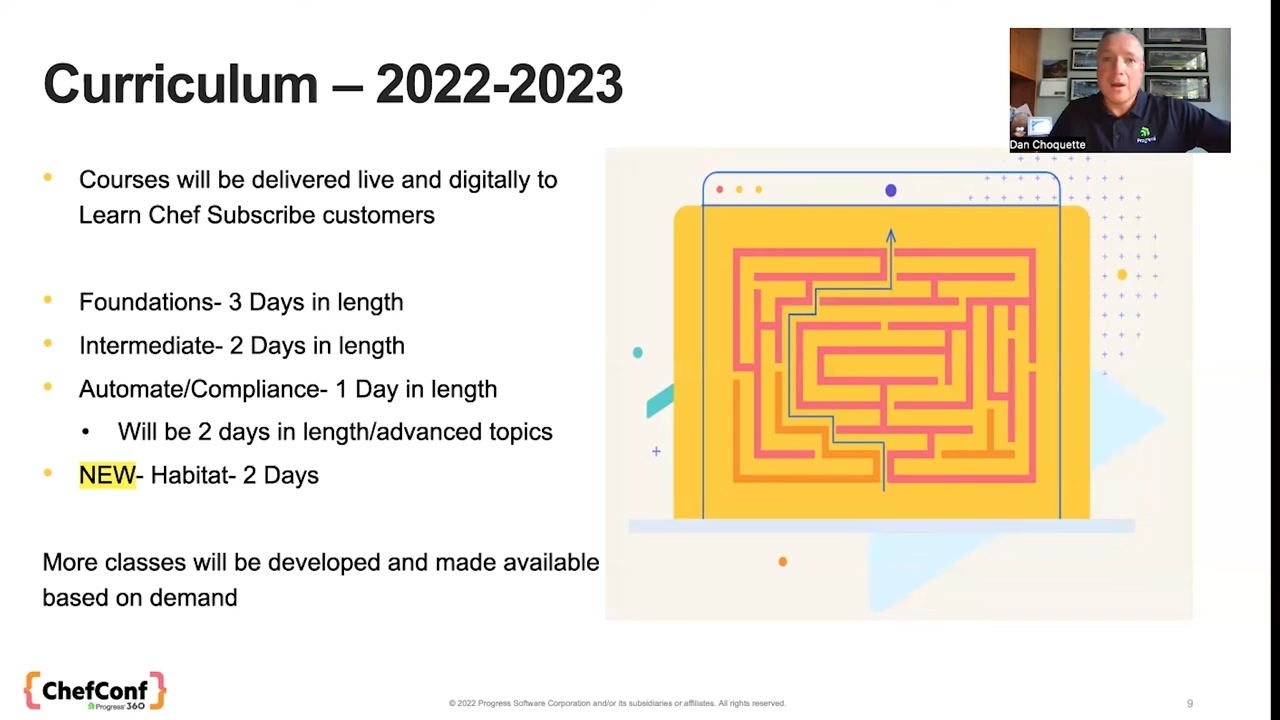 Curriculum – 2022-2023
Dan Choquette
Courses will be delivered live and digitally to
Learn Chef Subscribe customers
Foundations- 3 Days in length
Intermediate- 2 Days in length
Automate/Compliance- 1 Day in length
Will be 2 days in length/advanced topics
NEW- Habitat- 2 Days
More classes will be developed and made available
based on demand
{ChefConf}
Progress 360
© 2022 Progress Software Corporation and/or its subsidiaries or affiliates. All rights reserved.
9